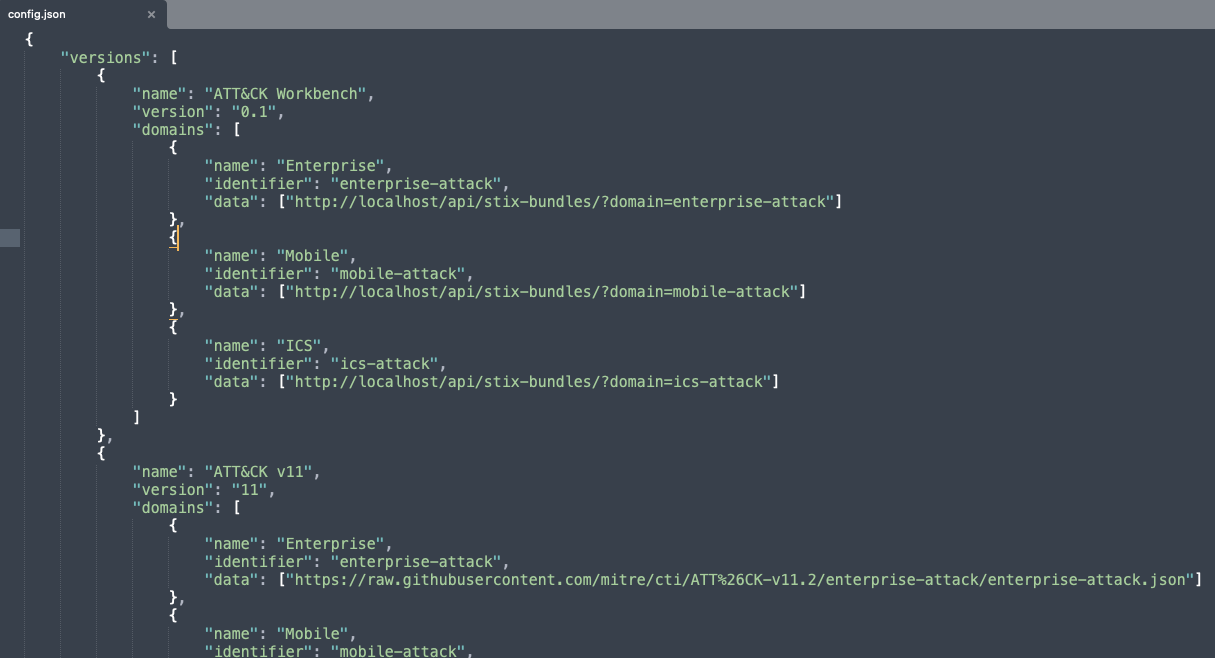 config.json ×
{
    "versions": [
        {
            "name": "ATT&CK Workbench",
            "version": "0.1",
            "domains": [
                {
                    "name": "Enterprise",
                    "identifier": "enterprise-attack",
                    "data": ["http://localhost/api/stix-bundles/?domain=enterprise-attack"]
                },
                {
                    "name": "Mobile",
                    "identifier": "mobile-attack",
                    "data": ["http://localhost/api/stix-bundles/?domain=mobile-attack"]
                },
                {
                    "name": "ICS",
                    "identifier": "ics-attack",
                    "data": ["http://localhost/api/stix-bundles/?domain=ics-attack"]
                }
            ]
        },
        {
            "name": "ATT&CK v11",
            "version": "11",
            "domains": [
                {
                    "name": "Enterprise",
                    "identifier": "enterprise-attack",
                    "data": ["https://raw.githubusercontent.com/mitre/cti/ATT%26CK-v11.2/enterprise-attack/enterprise-attack.json"]
                },
                {
                    "name": "Mobile",
                    "identifier": "mobile-attack",